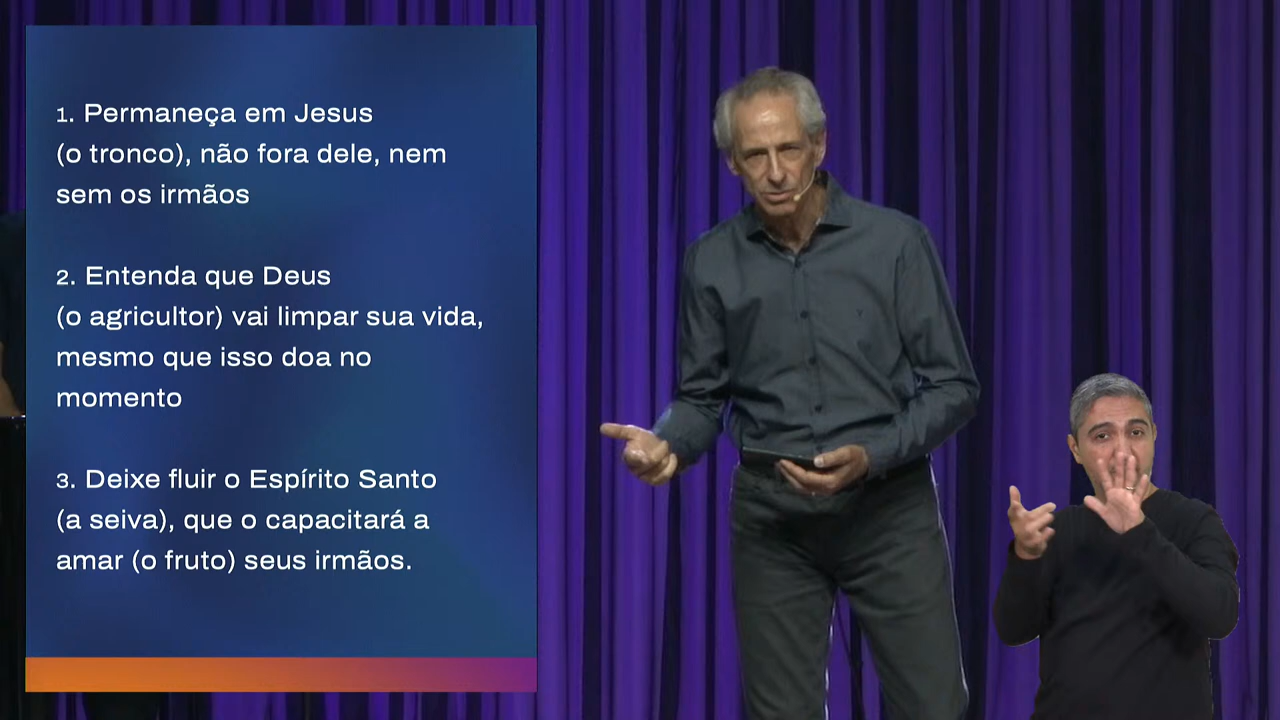 1. Permaneça em Jesus
(o tronco), não fora dele, nem
sem os irmãos
2. Entenda que Deus
(o agricultor) vai limpar sua vida,
mesmo que isso doa no
momento
3. Deixe fluir o Espírito Santo
(a seiva), que o capacitará a
amar (o fruto) seus irmãos.